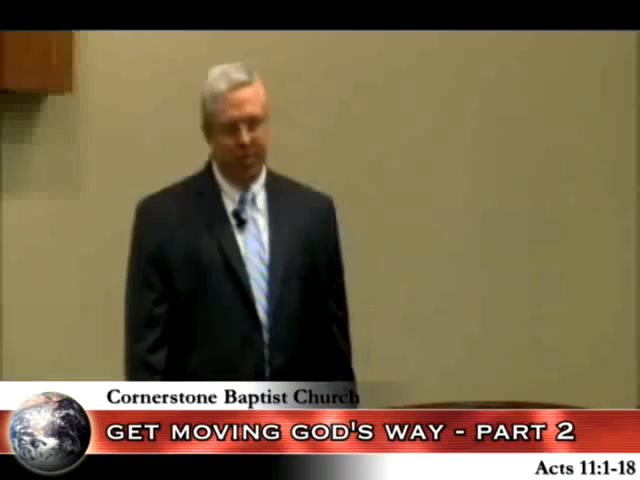 Cornerstone Baptist Church
GET MOVING GOD'S WAY - PART 2
Acts 11:1-18